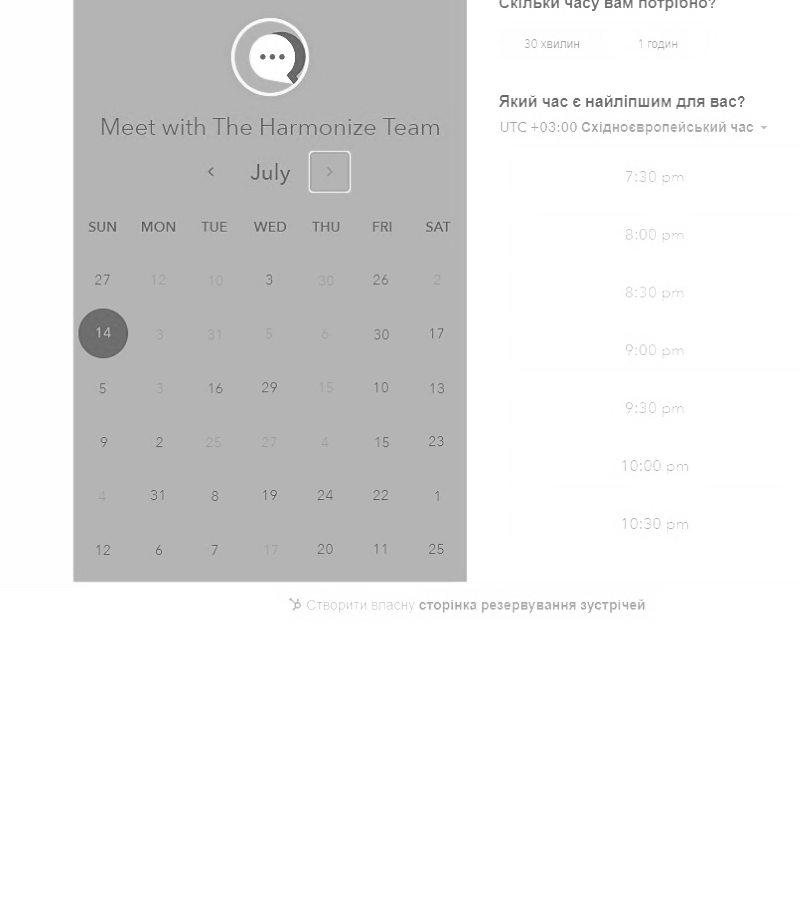 Скільки часу вам потрібно?
30 хвилин 1 годин
Який час є найліпшим для вас?
UTC +03:00 Східноєвропейський час
Meet with The Harmonize Team
July
SUN MON TUE WED THU FRI SAT
27 12 10 3 30 26 2
14 3 31 5 6 30 17
5 3 16 29 15 10 13
9 2 25 27 4 15 23
4 31 8 19 24 22 1
12 6 7 17 20 11 25
7:30 pm
8:00 pm
8:30 pm
9:00 pm
9:30 pm
10:00 pm
10:30 pm
Створити власну сторінка резервування зустрічей